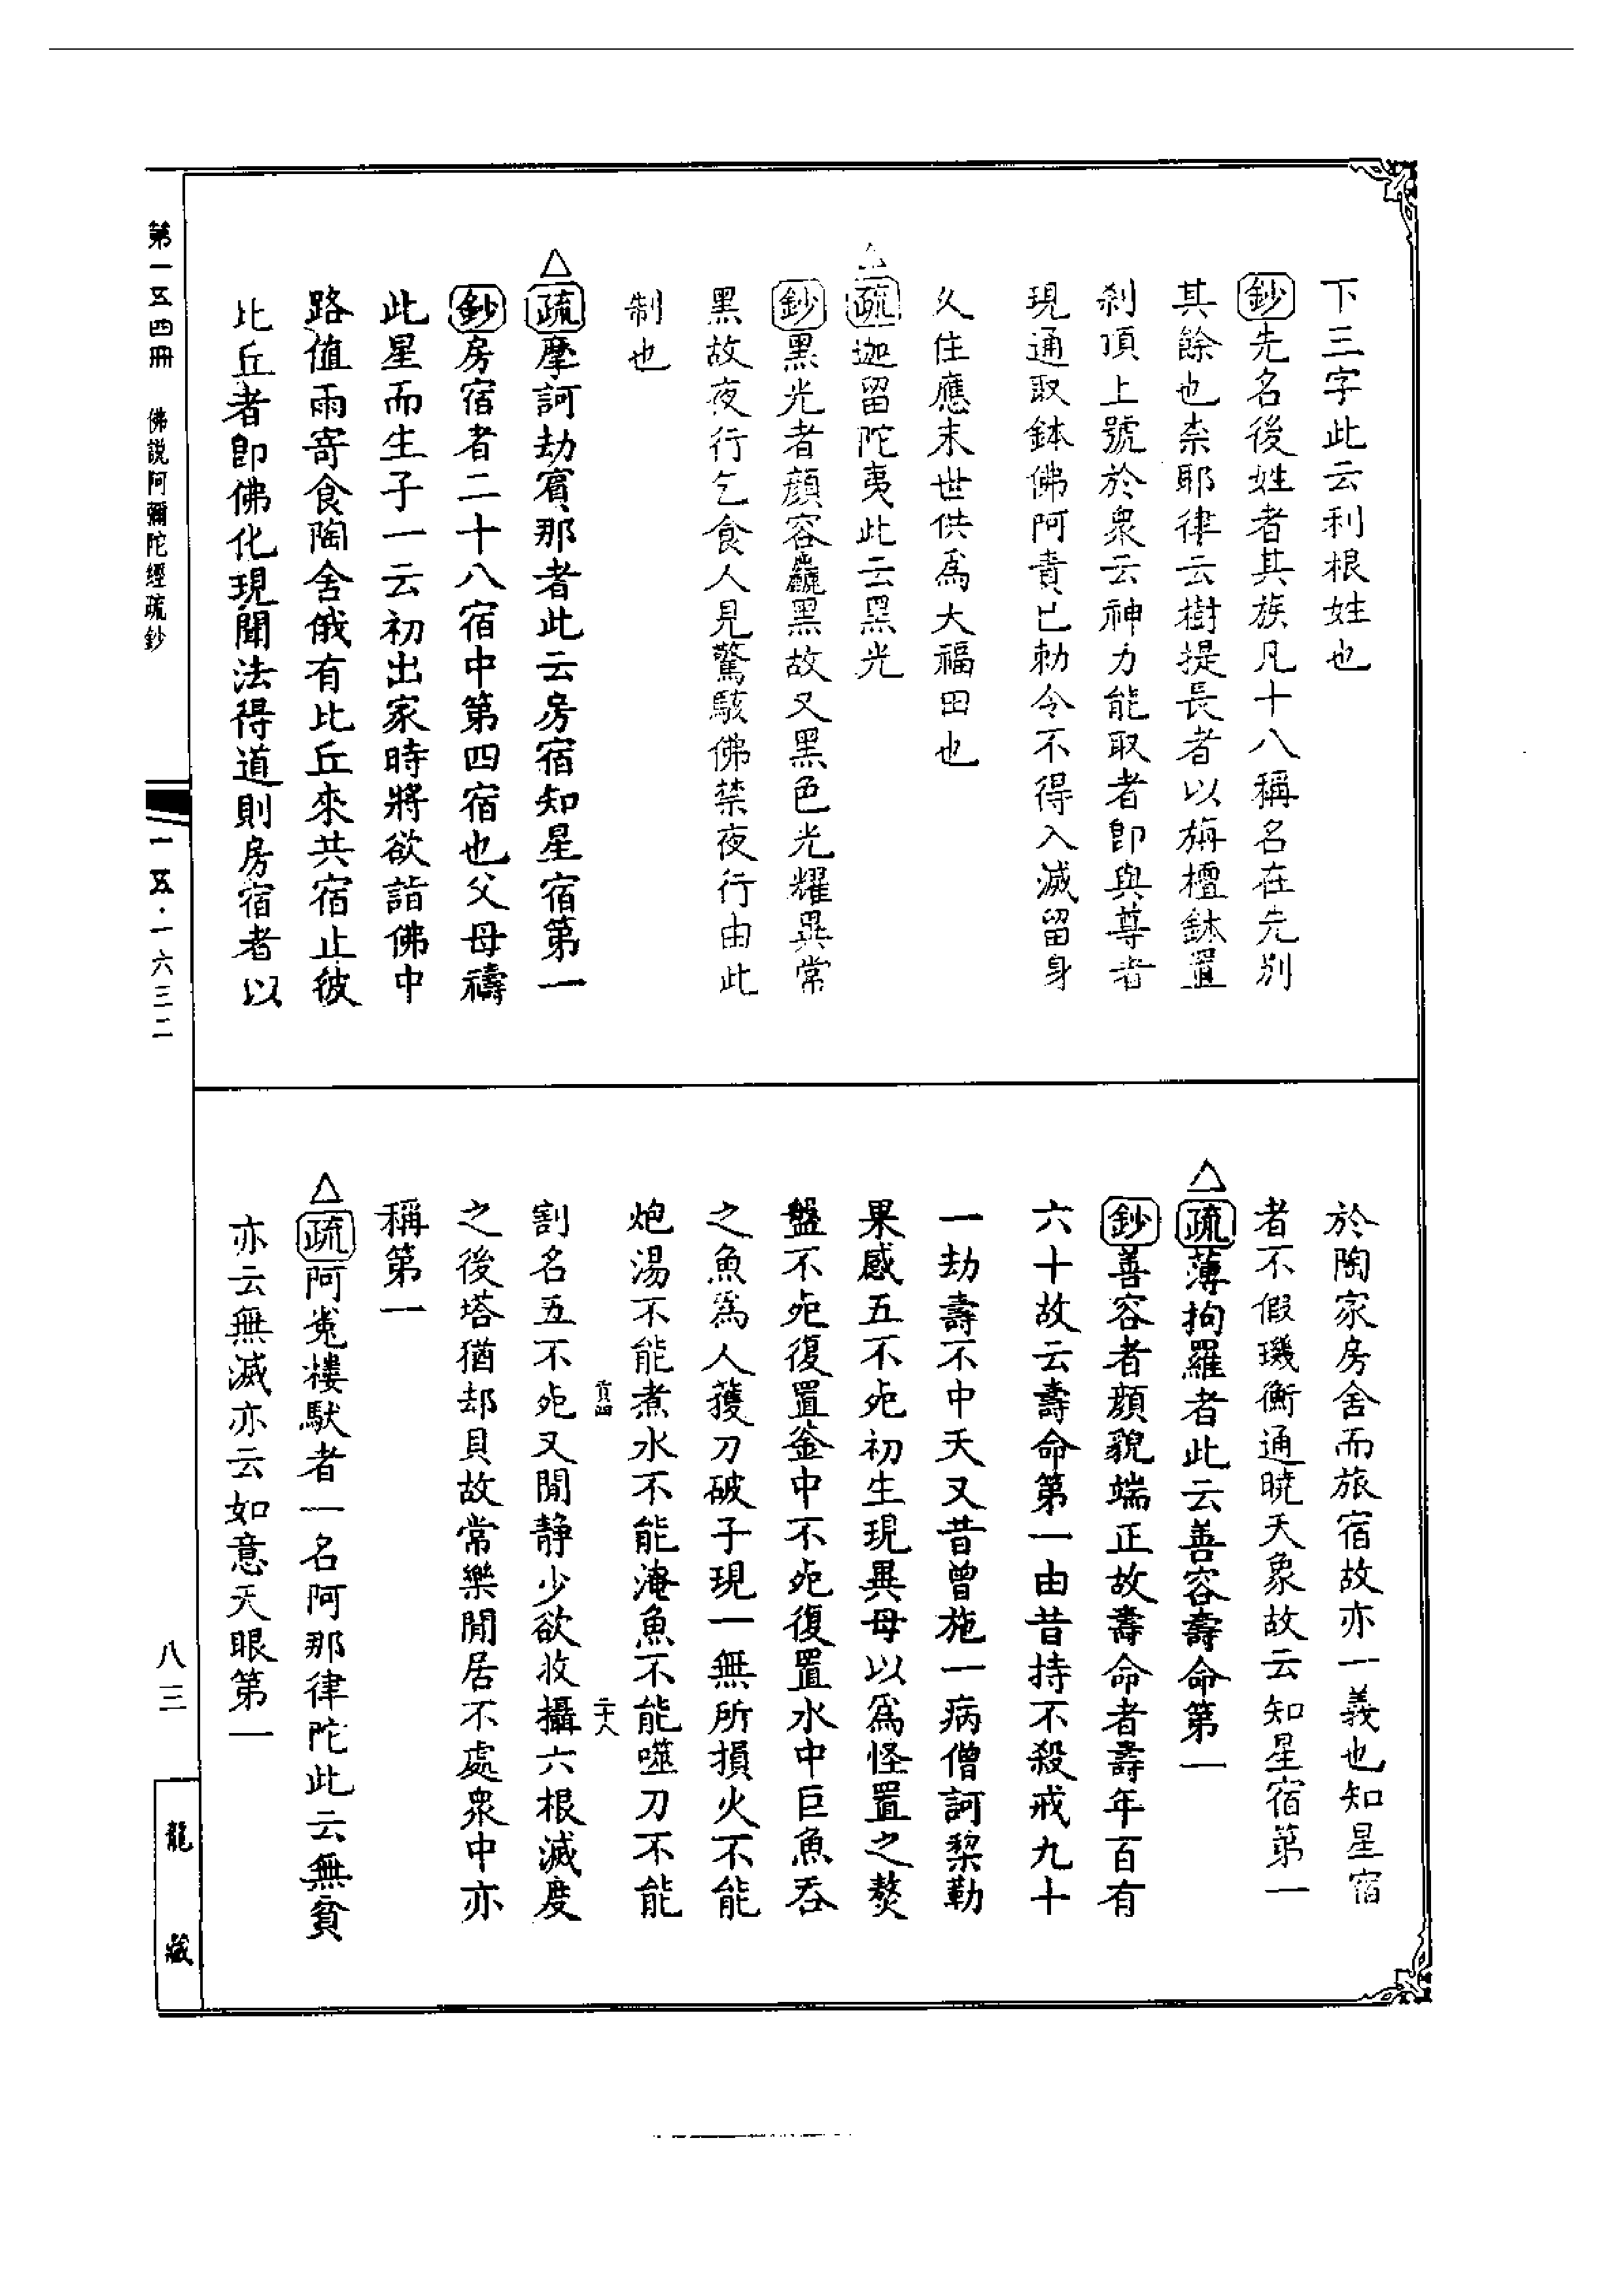 下三字此云利根姓也
鈔先名後姓者其族凡十八稱名在先別
其餘也柰耶律云樹提長者以栴檀鉢置
刹頂上號於衆云神力能取者卽與尊者
現通取鉢佛阿責已勅令不得入滅留身
久住應末世供爲大福田也
△疏迦留陀夷此云黑光
鈔黑光者顏容麤黑故又黑色光耀異常
黑故夜行乞食人見驚駭佛禁夜行由此
制也
△疏摩訶劫賓那者此云房宿知星宿第一
鈔房宿者二十八宿中第四宿也父母禱
此星而生子一云初出家時將欲詣佛中
路值雨寄食陶舍俄有比丘來共宿止彼
比丘者卽佛化現聞法得道則房宿者以
於陶家房舍而旅宿故亦一義也知星宿
者不假璣衡通曉天象故云知星宿第一
△疏薄拘羅者此云善容壽命第一
鈔善容者顏貌端正故壽命者壽年百有
六十故云壽命第一由昔持不殺戒九十
一劫壽不中夭又昔曾施一病僧訶棃勒
果感五不死初生現異母以爲怪置之熬
盤不死復置釜中不死復置水中巨魚吞
之魚爲人獲刀破子現一無所損火不能
炮湯不能煮水不能淹魚不能噬刀不能
割名五不死又閒靜少欲收攝六根滅度
之後塔猶却貝故常樂閒居不處衆中亦
稱第一
△疏阿㝹樓馱者一名阿那律陀此云無貧
亦云無滅亦云如意天眼第一
第一五四冊 佛說阿彌陀經疏鈔
一五·一六三二
八三
龍藏